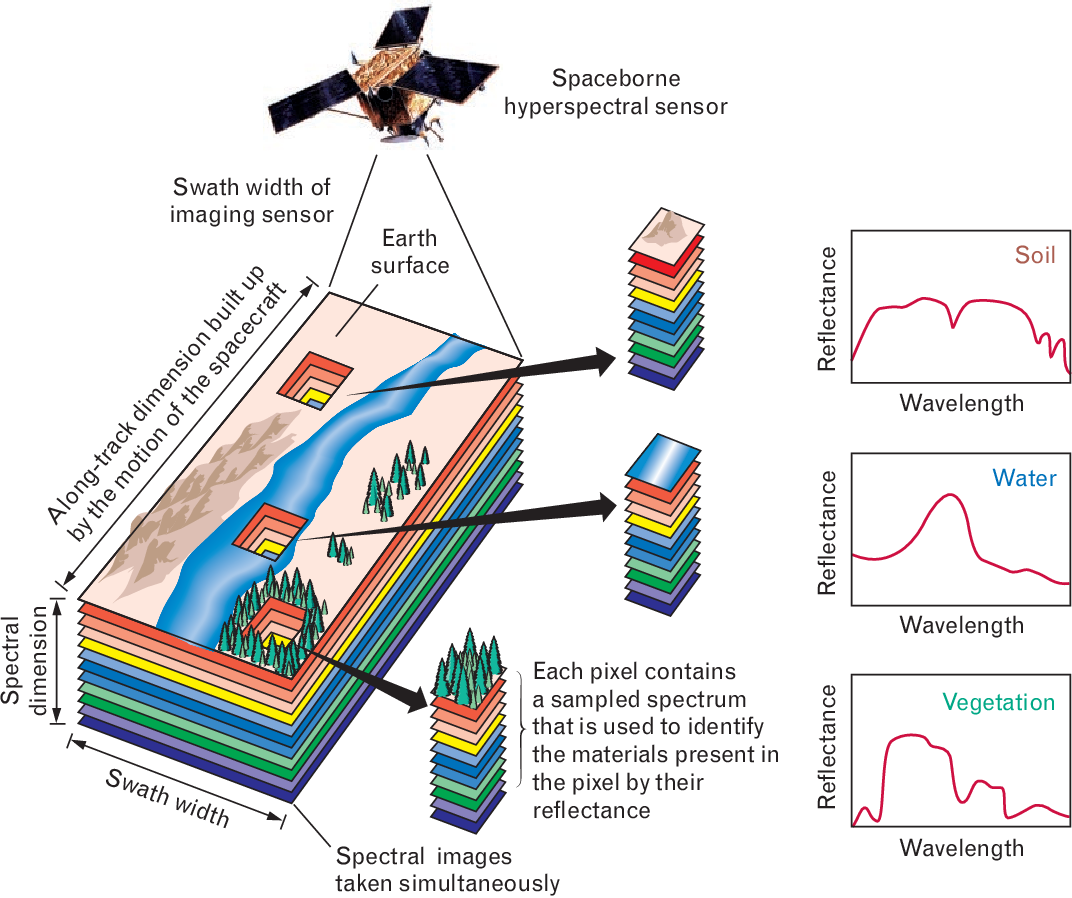 Spaceborne
hyperspectral sensor
Swath width of
imaging sensor
Earth
surface
Along-track dimension built up
by the motion of the spacecraft
Spectral
dimension
Swath width
Spectral images
taken simultaneously
Each pixel contains
a sampled spectrum
that is used to identify
the materials present in
the pixel by their
reflectance
Soil
Reflectance
Wavelength
Water
Reflectance
Wavelength
Vegetation
Reflectance
Wavelength